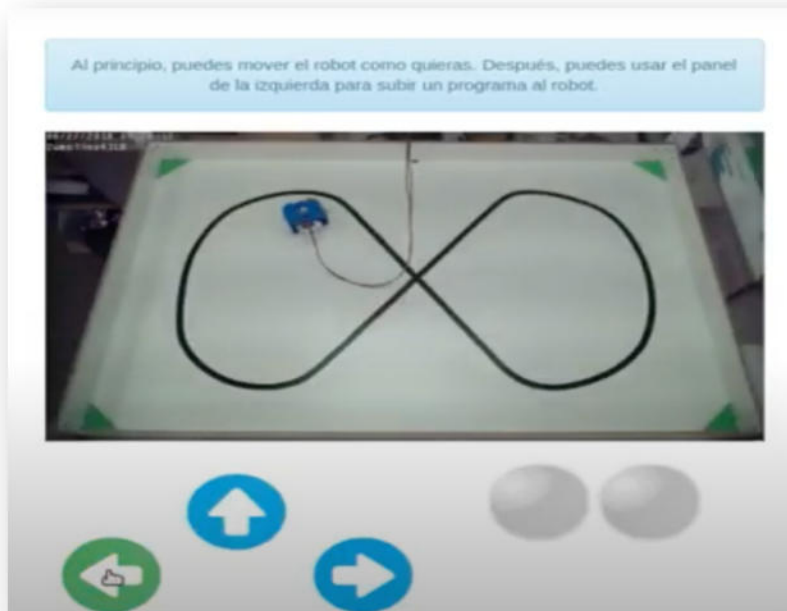 Al principio, puedes mover el robot como quieras. Después, puedes usar el panel
de la izquierda para subir un programa al robot.